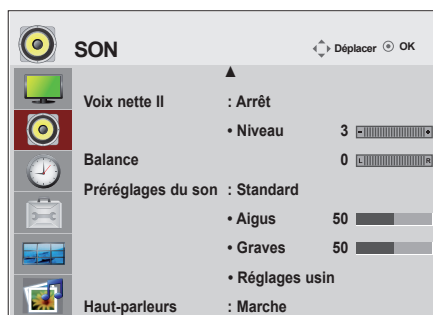 SON
Déplacer OK
Voix nette II : Arrêt
• Niveau 3 - +
Balance 0 L R
Préréglages du son : Standard
• Aigus 50
• Graves 50
• Réglages usin
Haut-parleurs : Marche